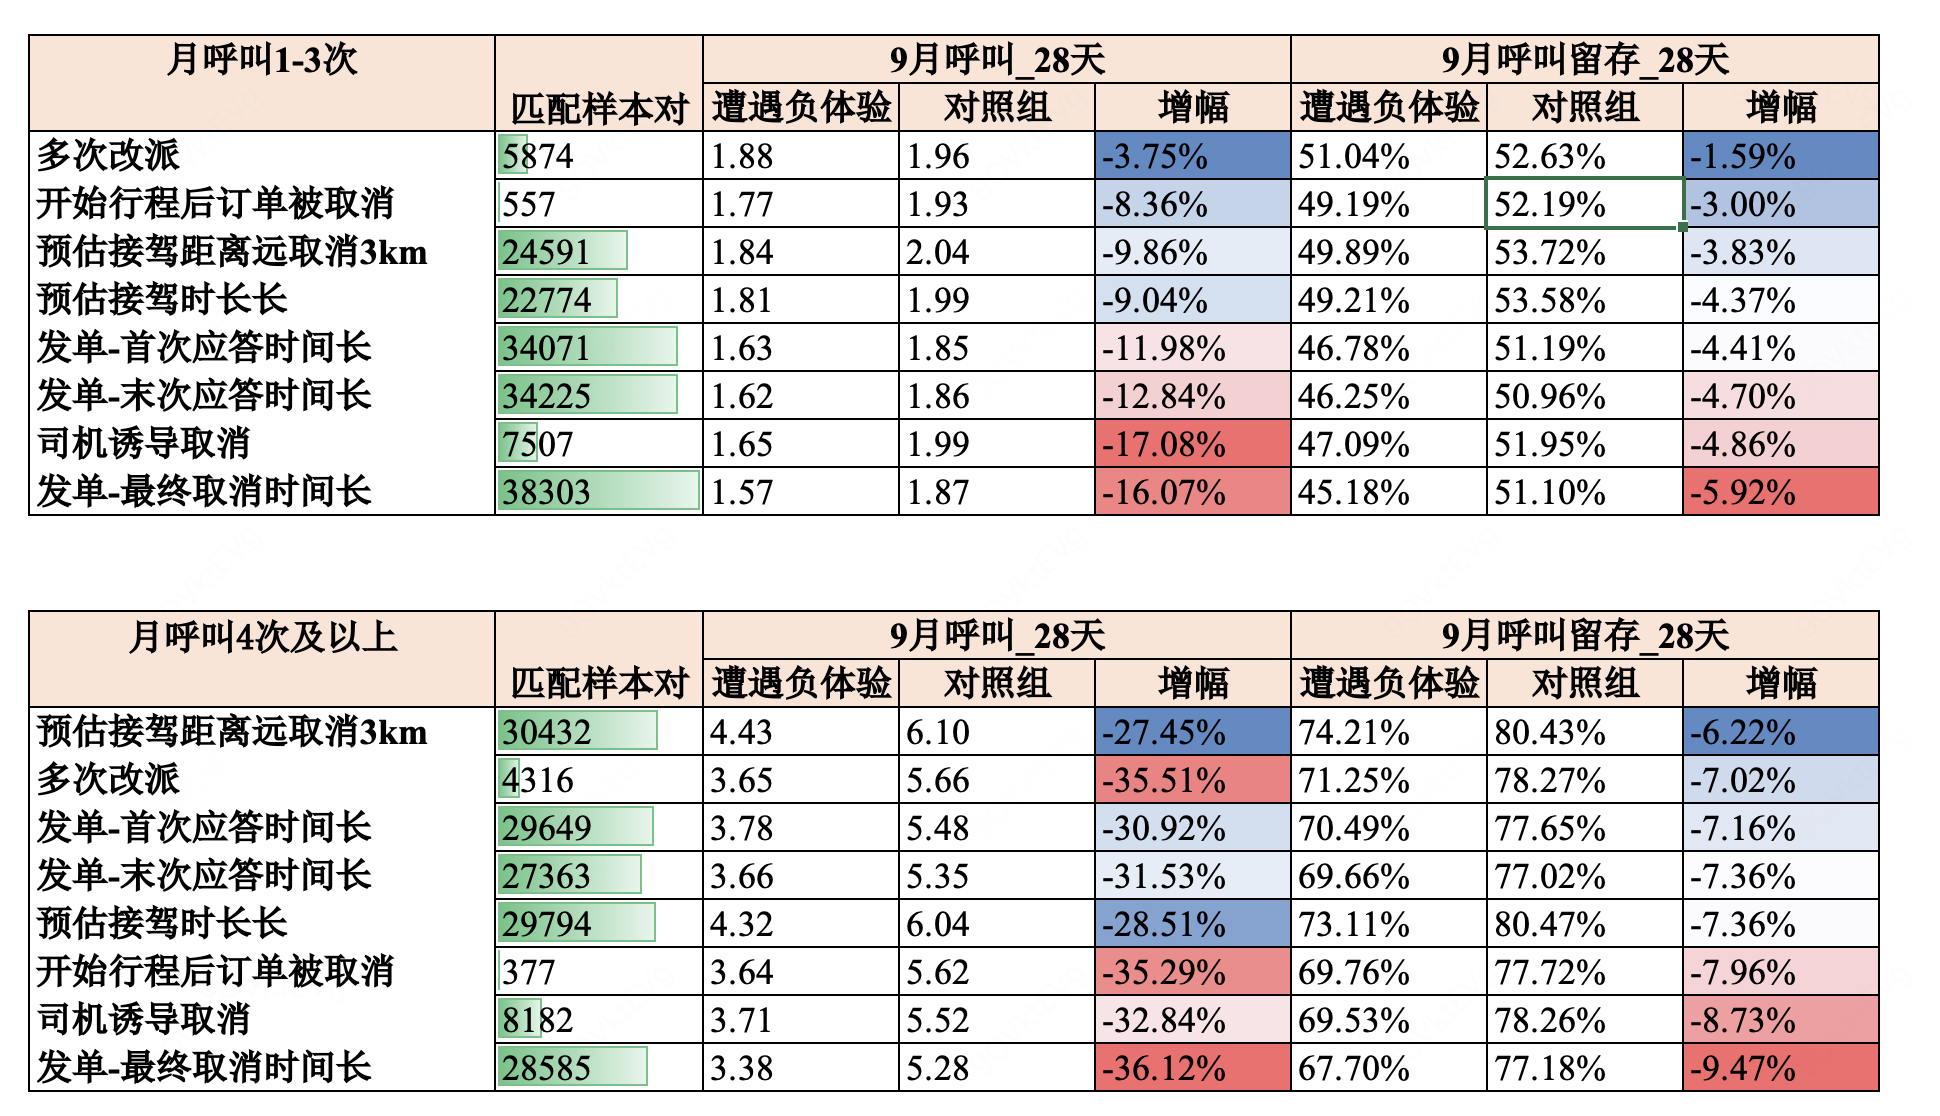 月呼叫1-3次 匹配样本对 9月呼叫_28天 9月呼叫留存_28天
遭遇负体验 对照组 增幅 遭遇负体验 对照组 增幅
多次改派 5874 1.88 1.96 -3.75% 51.04% 52.63% -1.59%
开始行程后订单被取消 557 1.77 1.93 -8.36% 49.19% 52.19% -3.00%
预估接驾距离远取消3km 24591 1.84 2.04 -9.86% 49.89% 53.72% -3.83%
预估接驾时长长 22774 1.81 1.99 -9.04% 49.21% 53.58% -4.37%
发单-首次应答时间长 34071 1.63 1.85 -11.98% 46.78% 51.19% -4.41%
发单-末次应答时间长 34225 1.62 1.86 -12.84% 46.25% 50.96% -4.70%
司机诱导取消 7507 1.65 1.99 -17.08% 47.09% 51.95% -4.86%
发单-最终取消时间长 38303 1.57 1.87 -16.07% 45.18% 51.10% -5.92%
月呼叫4次及以上 匹配样本对 9月呼叫_28天 9月呼叫留存_28天
遭遇负体验 对照组 增幅 遭遇负体验 对照组 增幅
预估接驾距离远取消3km 30432 4.43 6.10 -27.45% 74.21% 80.43% -6.22%
多次改派 4316 3.65 5.66 -35.51% 71.25% 78.27% -7.02%
发单-首次应答时间长 29649 3.78 5.48 -30.92% 70.49% 77.65% -7.16%
发单-末次应答时间长 27363 3.66 5.35 -31.53% 69.66% 77.02% -7.36%
预估接驾时长长 29794 4.32 6.04 -28.51% 73.11% 80.47% -7.36%
开始行程后订单被取消 377 3.64 5.62 -35.29% 69.76% 77.72% -7.96%
司机诱导取消 8182 3.71 5.52 -32.84% 69.53% 78.26% -8.73%
发单-最终取消时间长 28585 3.38 5.28 -36.12% 67.70% 77.18% -9.47%